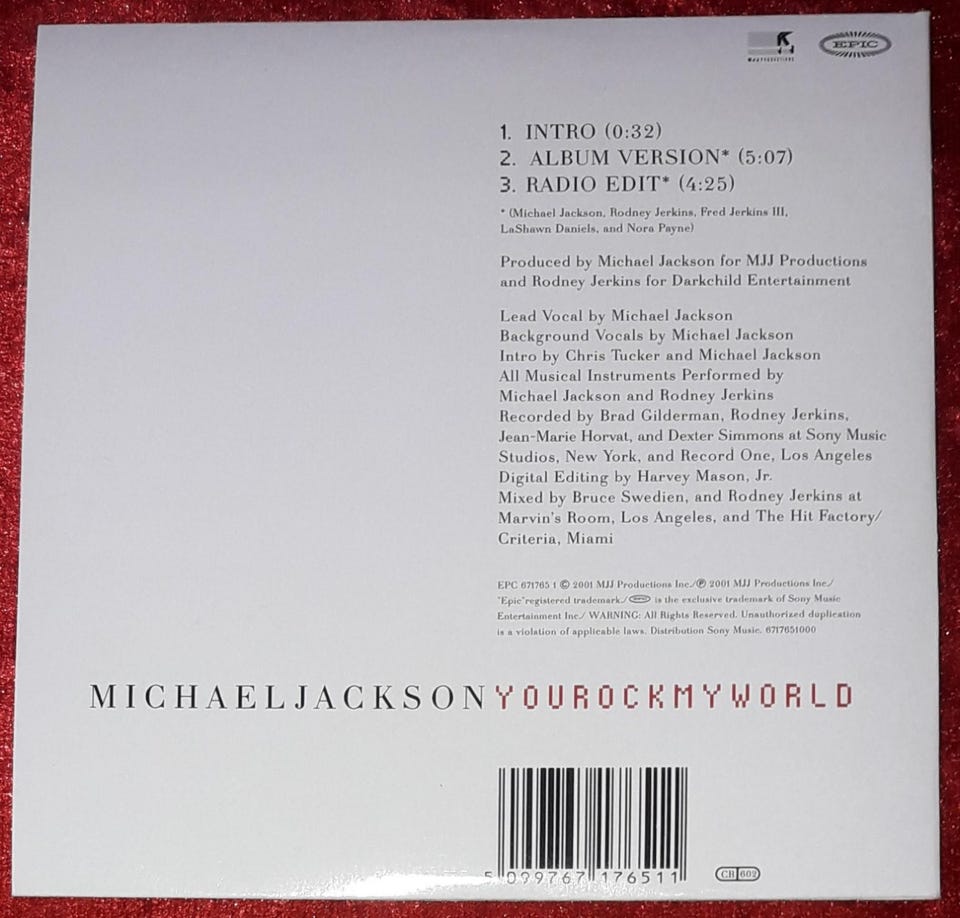 MJJ PRODUCTIONS
EPIC
1. INTRO (0:32)
2. ALBUM VERSION* (5:07)
3. RADIO EDIT* (4:25)
* (Michael Jackson, Rodney Jerkins, Fred Jerkins III,
LaShawn Daniels, and Nora Payne)
Produced by Michael Jackson for MJJ Productions
and Rodney Jerkins for Darkchild Entertainment
Lead Vocal by Michael Jackson
Background Vocals by Michael Jackson
Intro by Chris Tucker and Michael Jackson
All Musical Instruments Performed by
Michael Jackson and Rodney Jerkins
Recorded by Brad Gilderman, Rodney Jerkins,
Jean-Marie Horvat, and Dexter Simmons at Sony Music
Studios, New York, and Record One, Los Angeles
Digital Editing by Harvey Mason, Jr.
Mixed by Bruce Swedien, and Rodney Jerkins at
Marvin's Room, Los Angeles, and The Hit Factory/
Criteria, Miami
EPC 671765 1 © 2001 MJJ Productions Inc./℗ 2001 MJJ Productions Inc./
"Epic"registered trademark./ is the exclusive trademark of Sony Music
Entertainment Inc./ WARNING: All Rights Reserved. Unauthorized duplication
is a violation of applicable laws. Distribution Sony Music. 6717651000
MICHAELJACKSONYOUROCKMYWORLD
5 099767 176511
CH 602